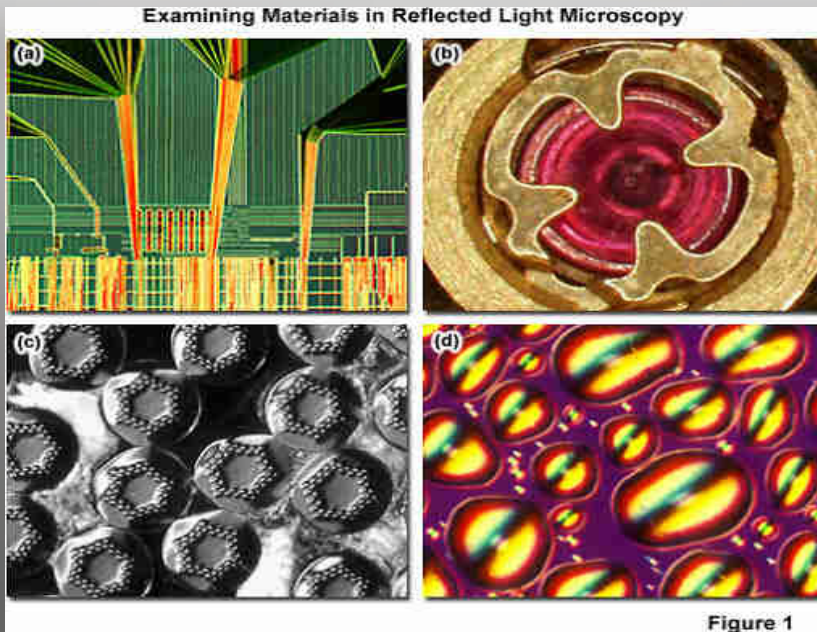 Examining Materials in Reflected Light Microscopy
(a)
(b)
(c)
(d)
Figure 1